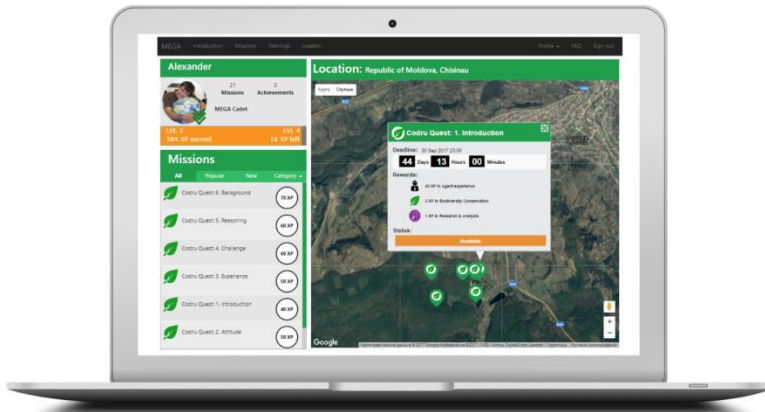 MEGA Introduction Missions Trainings Leaders Profile FAQ Sign out
Alexander
21 Missions
Achievements
MEGA Cadet
LVL 3 LVL 4
584 XP earned 16 XP left
Missions
All Popular New Category
Codru Quest: 6. Background 70 XP
Codru Quest: 5. Reasoning 60 XP
Codru Quest: 4. Challenge 60 XP
Codru Quest: 3. Experience 50 XP
Codru Quest: 1. Introduction 40 XP
Codru Quest: 2. Attitude 50 XP
Location: Republic of Moldova, Chisinau
Карта Спутник
Codru Quest: 1. Introduction
Deadline: 30 Sep 2017 23:00
44 Days 13 Hours 00 Minutes
Rewards:
40 XP in Agent experience
2 XP in Biodiversity Conservation
1 XP in Research & Analysis
Status:
Available
Google